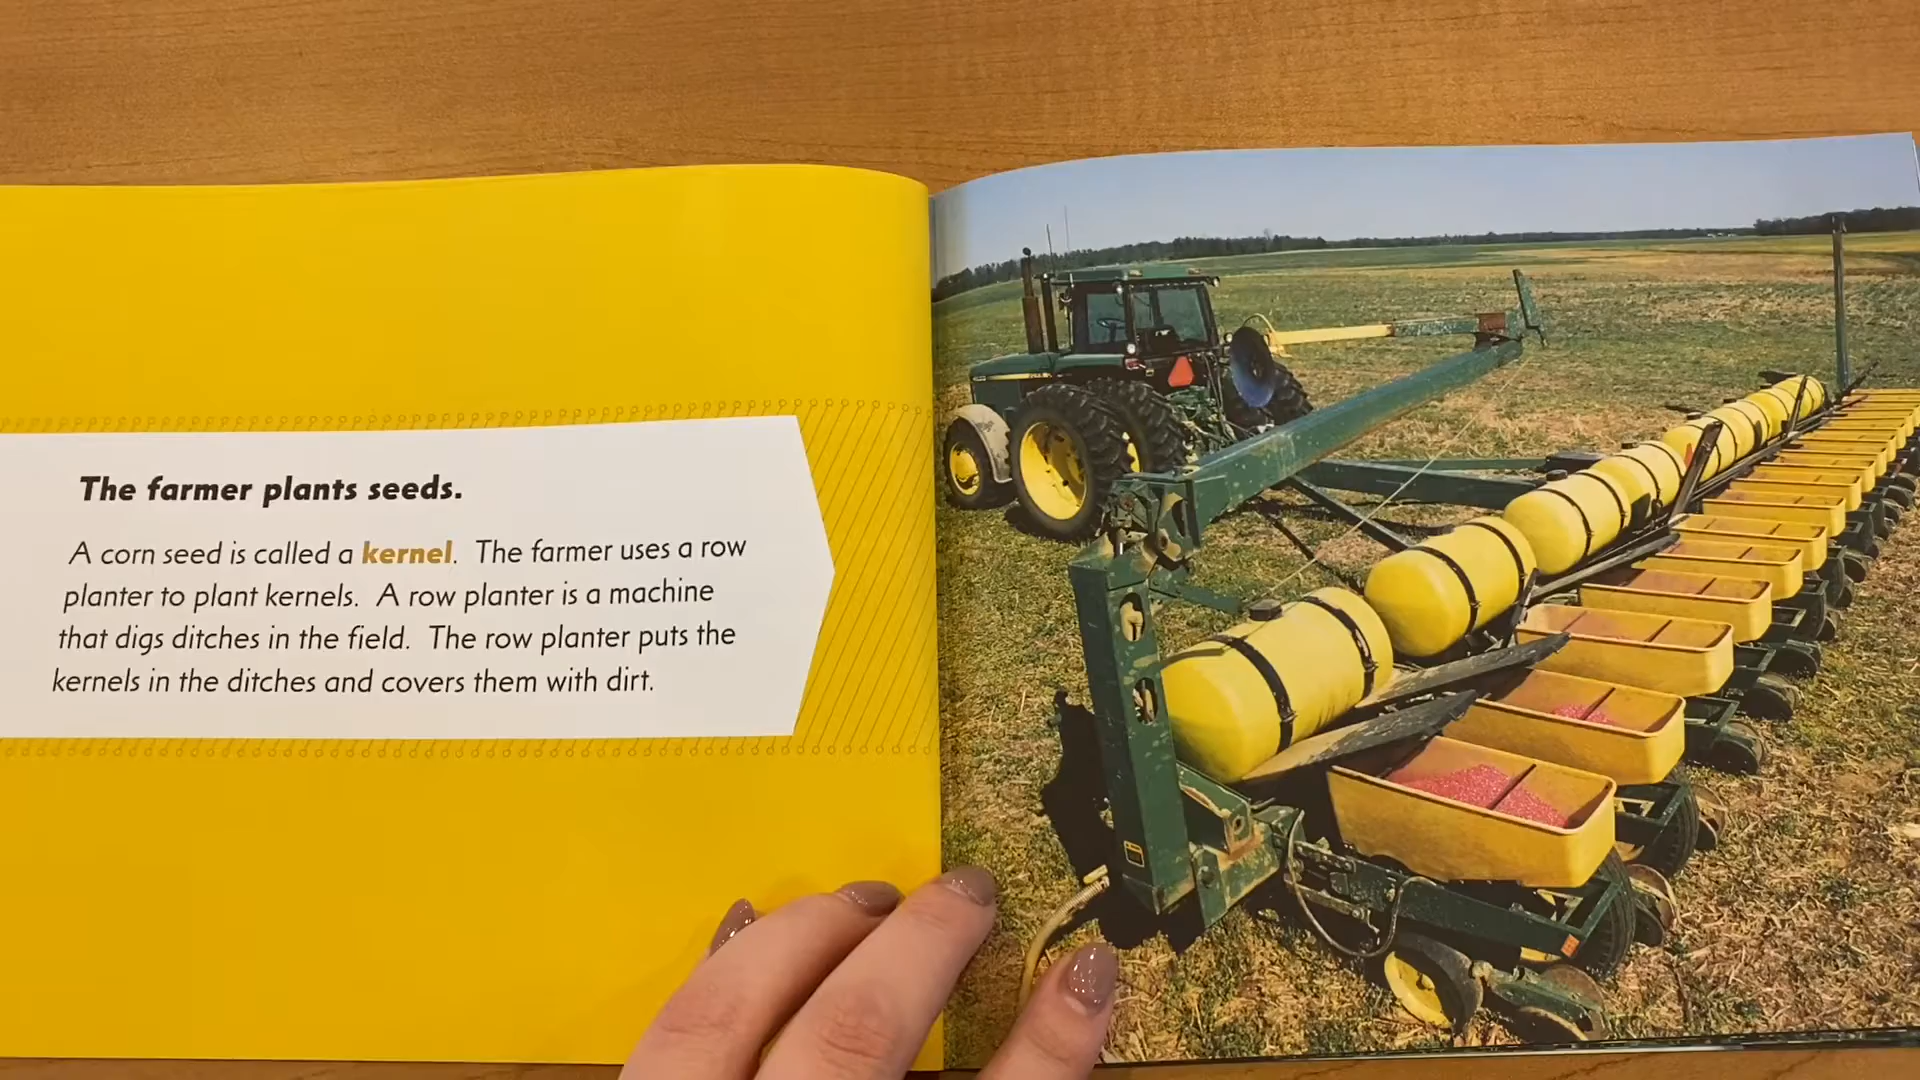 The farmer plants seeds.
A corn seed is called a kernel. The farmer uses a row
planter to plant kernels. A row planter is a machine
that digs ditches in the field. The row planter puts the
kernels in the ditches and covers them with dirt.